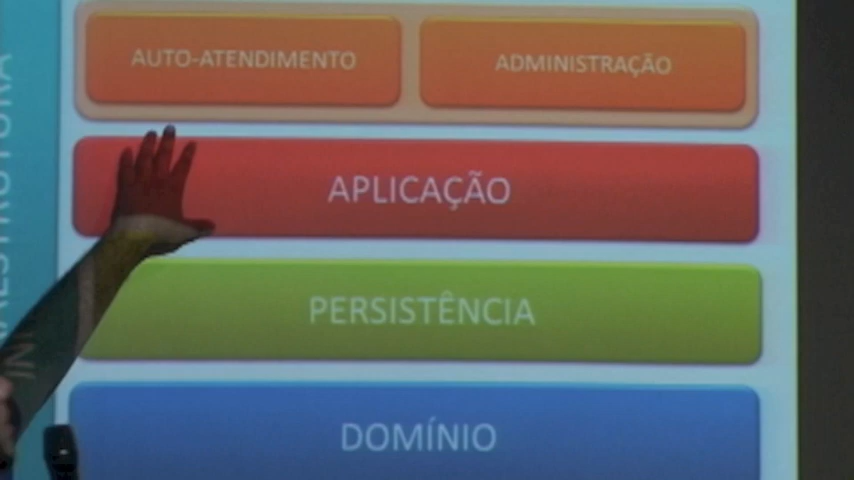 AUTO-ATENDIMENTO
ADMINISTRAÇÃO
APLICAÇÃO
PERSISTÊNCIA
DOMÍNIO